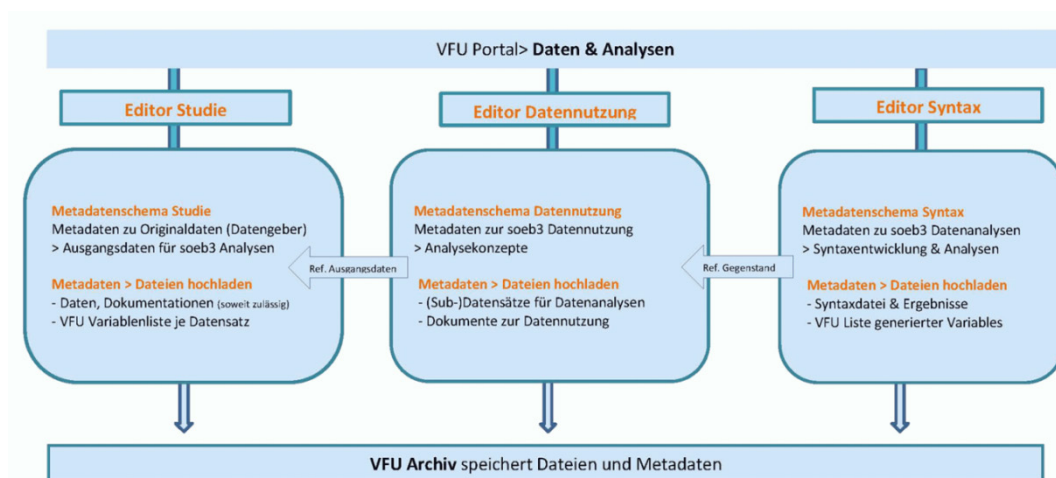 VFU Portal> Daten & Analysen
Editor Studie
Metadatenschema Studie
Metadaten zu Originaldaten (Datengeber)
> Ausgangsdaten für soeb3 Analysen
Metadaten > Dateien hochladen
- Daten, Dokumentationen (soweit zulässig)
- VFU Variablenliste je Datensatz
Ref. Ausgangsdaten
Editor Datennutzung
Metadatenschema Datennutzung
Metadaten zur soeb3 Datennutzung
> Analysekonzepte
Metadaten > Dateien hochladen
- (Sub-)Datensätze für Datenanalysen
- Dokumente zur Datennutzung
Ref. Gegenstand
Editor Syntax
Metadatenschema Syntax
Metadaten zu soeb3 Datenanalysen
> Syntaxentwicklung & Analysen
Metadaten > Dateien hochladen
- Syntaxdatei & Ergebnisse
- VFU Liste generierter Variables
VFU Archiv speichert Dateien und Metadaten